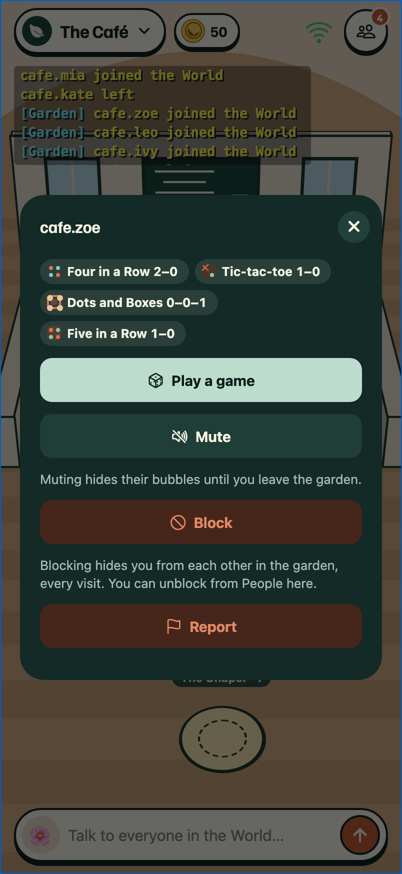 The Café
50
4
cafe.mia joined the World
cafe.kate left
[Garden] cafe.zoe joined the World
[Garden] cafe.leo joined the World
[Garden] cafe.ivy joined the World
cafe.zoe
Four in a Row 2–0
Tic-tac-toe 1–0
Dots and Boxes 0–0–1
Five in a Row 1–0
Play a game
Mute
Muting hides their bubbles until you leave the garden.
Block
Blocking hides you from each other in the garden,
every visit. You can unblock from People here.
Report
Talk to everyone in the World…